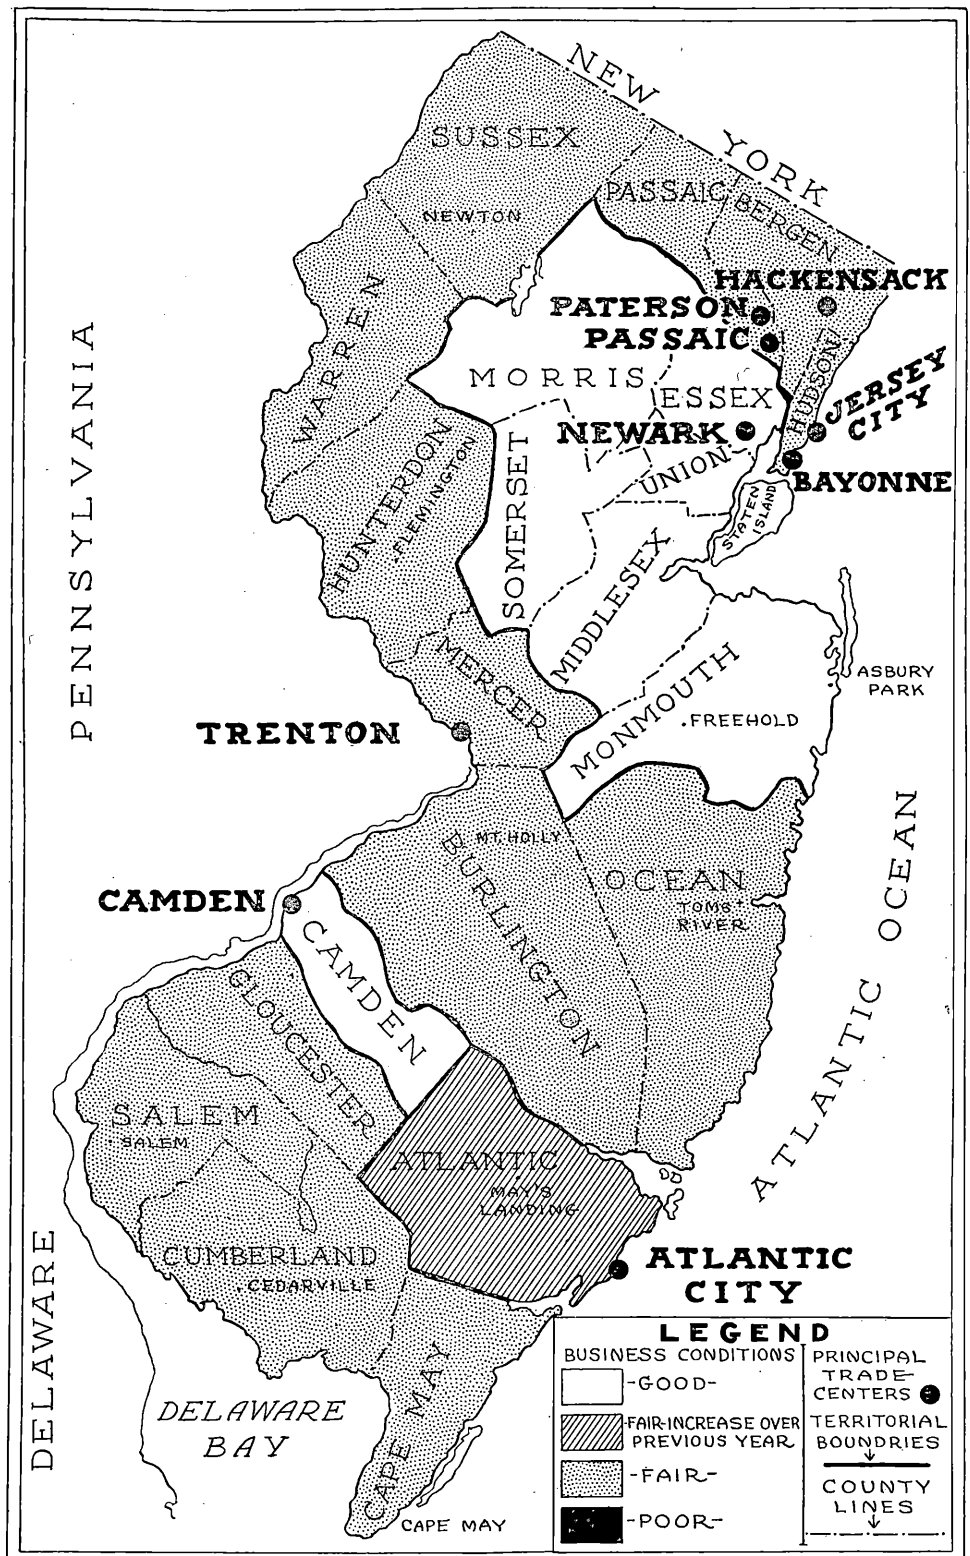 NEW YORK
SUSSEX
NEWTON
PASSAIC
BERGEN
HACKENSACK
PATERSON
PASSAIC
WARREN
MORRIS
ESSEX
HUDSON
JERSEY
CITY
NEWARK
UNION
BAYONNE
STATEN
ISLAND
PENNSYLVANIA
HUNTERDON
FLEMINGTON
SOMERSET
MIDDLESEX
MERCER
MONMOUTH
FREEHOLD
ASBURY
PARK
TRENTON
MT. HOLLY
BURLINGTON
OCEAN
TOMS
RIVER
CAMDEN
CAMDEN
ATLANTIC OCEAN
GLOUCESTER
SALEM
SALEM
ATLANTIC
MAY'S
LANDING
CUMBERLAND
CEDARVILLE
ATLANTIC
CITY
DELAWARE
DELAWARE
BAY
CAPE MAY
CAPE MAY
LEGEND
BUSINESS CONDITIONS
-GOOD-
-FAIR-INCREASE OVER
PREVIOUS YEAR
-FAIR-
-POOR-
PRINCIPAL
TRADE-
CENTERS
TERRITORIAL
BOUNDRIES
COUNTY
LINES